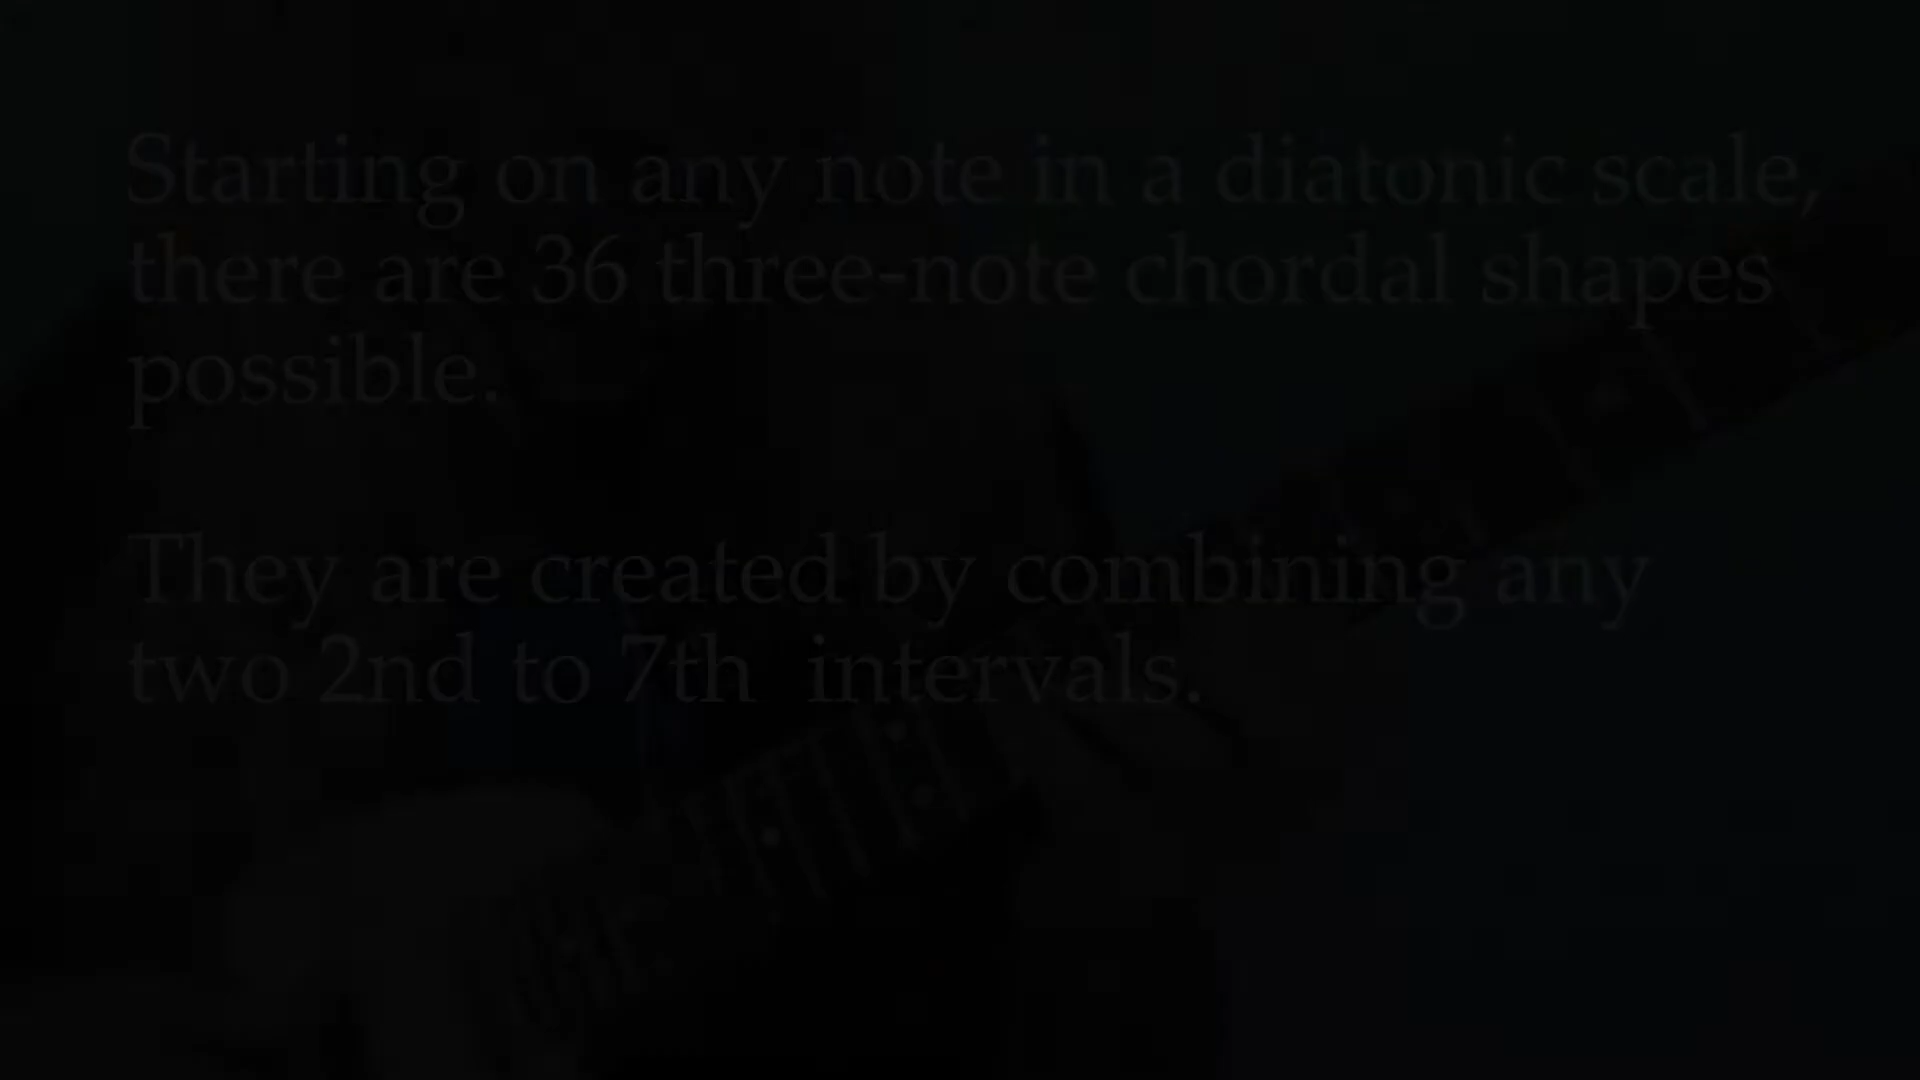 Starting on any note in a diatonic scale,
there are 36 three-note chordal shapes
possible.
They are created by combining any
two 2nd to 7th intervals.